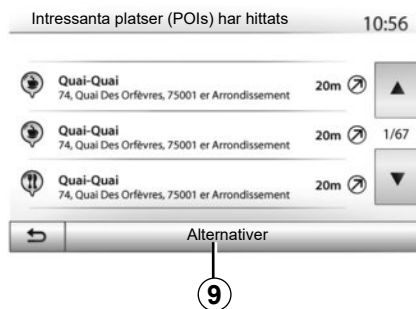 Intressanta platser (POIs) har hittats 10:56
Quai-Quai
74, Quai Des Orfèvres, 75001 er Arrondissement
20m
Quai-Quai
74, Quai Des Orfèvres, 75001 er Arrondissement
20m
1/67
Quai-Quai
74, Quai Des Orfèvres, 75001 er Arrondissement
20m
Alternativer
9